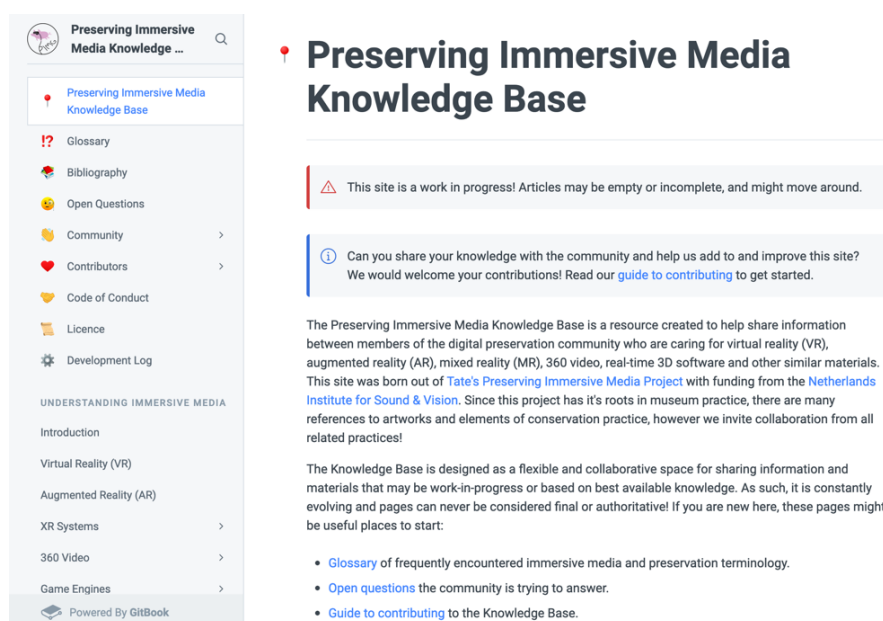 Preserving Immersive
Media Knowledge ...
Preserving Immersive Media
Knowledge Base
Glossary
Bibliography
Open Questions
Community
Contributors
Code of Conduct
Licence
Development Log
UNDERSTANDING IMMERSIVE MEDIA
Introduction
Virtual Reality (VR)
Augmented Reality (AR)
XR Systems
360 Video
Game Engines
Powered By GitBook
Preserving Immersive Media
Knowledge Base
This site is a work in progress! Articles may be empty or incomplete, and might move around.
Can you share your knowledge with the community and help us add to and improve this site?
We would welcome your contributions! Read our guide to contributing to get started.
The Preserving Immersive Media Knowledge Base is a resource created to help share information
between members of the digital preservation community who are caring for virtual reality (VR),
augmented reality (AR), mixed reality (MR), 360 video, real-time 3D software and other similar materials.
This site was born out of Tate's Preserving Immersive Media Project with funding from the Netherlands
Institute for Sound & Vision. Since this project has it's roots in museum practice, there are many
references to artworks and elements of conservation practice, however we invite collaboration from all
related practices!
The Knowledge Base is designed as a flexible and collaborative space for sharing information and
materials that may be work-in-progress or based on best available knowledge. As such, it is constantly
evolving and pages can never be considered final or authoritative! If you are new here, these pages might
be useful places to start:
• Glossary of frequently encountered immersive media and preservation terminology.
• Open questions the community is trying to answer.
• Guide to contributing to the Knowledge Base.